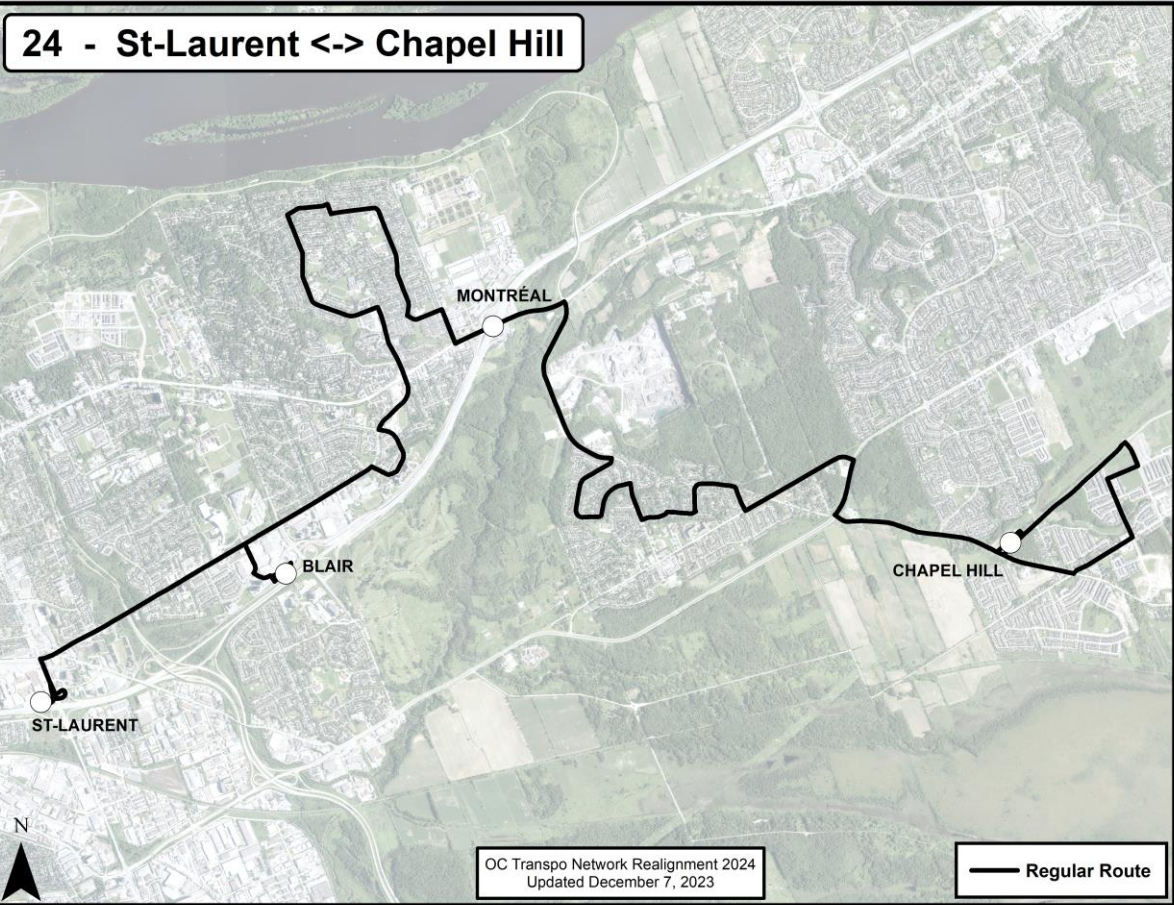 24 - St-Laurent <-> Chapel Hill
MONTRÉAL
BLAIR
CHAPEL HILL
ST-LAURENT
N
OC Transpo Network Realignment 2024
Updated December 7, 2023
Regular Route